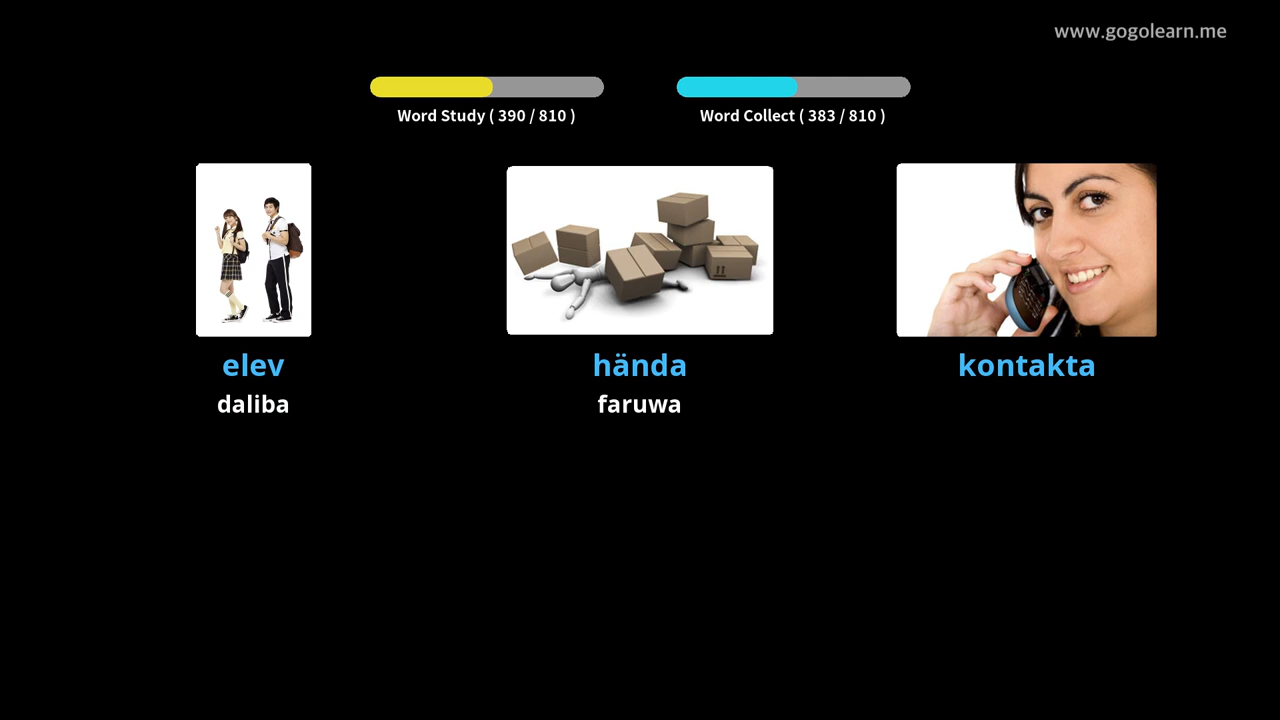 www.gogolearn.me
Word Study ( 390 / 810 )
Word Collect ( 383 / 810 )
elev
daliba
hända
faruwa
kontakta